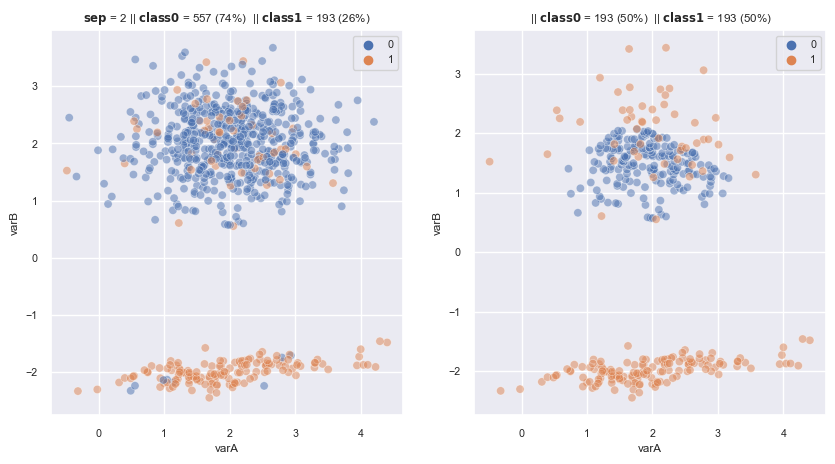 sep = 2 || class0 = 557 (74%) || class1 = 193 (26%)
0
1
3
2
1
0
−1
−2
varB
0 1 2 3 4
varA
|| class0 = 193 (50%) || class1 = 193 (50%)
0
1
3
2
1
0
−1
−2
varB
0 1 2 3 4
varA